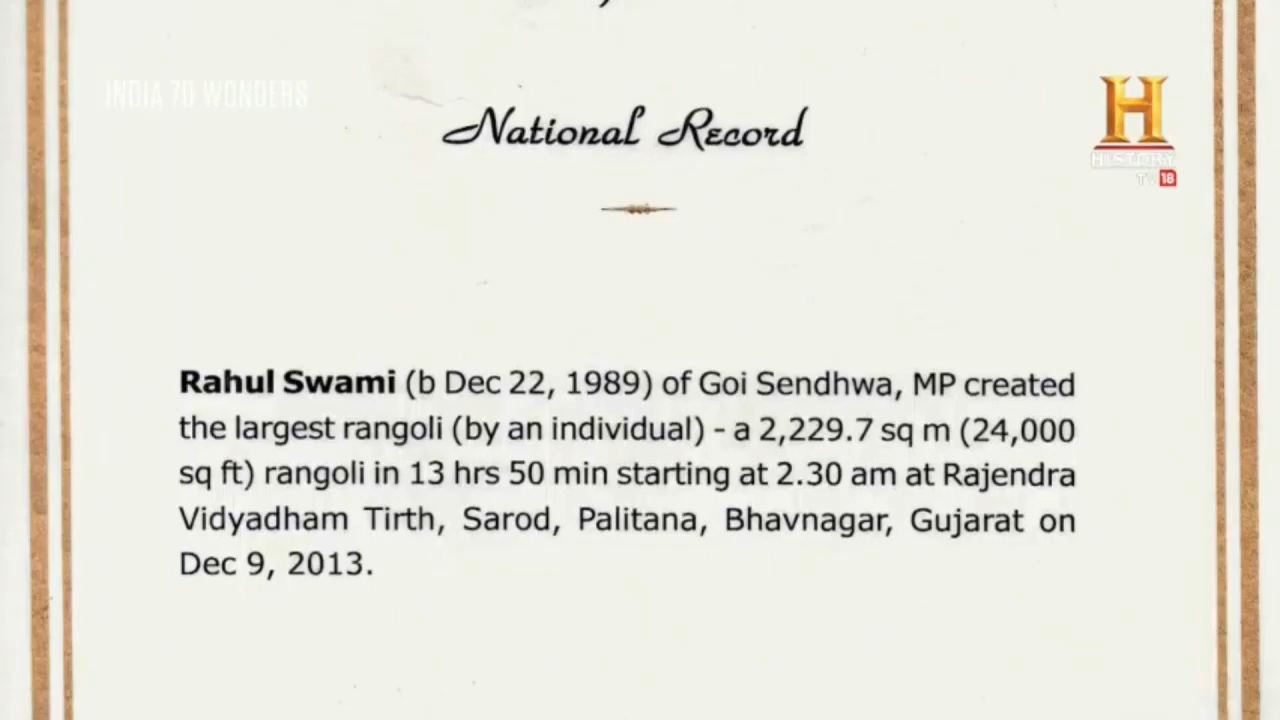 INDIA 70 WONDERS
National Record
H
HISTORY
TV 18
Rahul Swami (b Dec 22, 1989) of Goi Sendhwa, MP created
the largest rangoli (by an individual) - a 2,229.7 sq m (24,000
sq ft) rangoli in 13 hrs 50 min starting at 2.30 am at Rajendra
Vidyadham Tirth, Sarod, Palitana, Bhavnagar, Gujarat on
Dec 9, 2013.